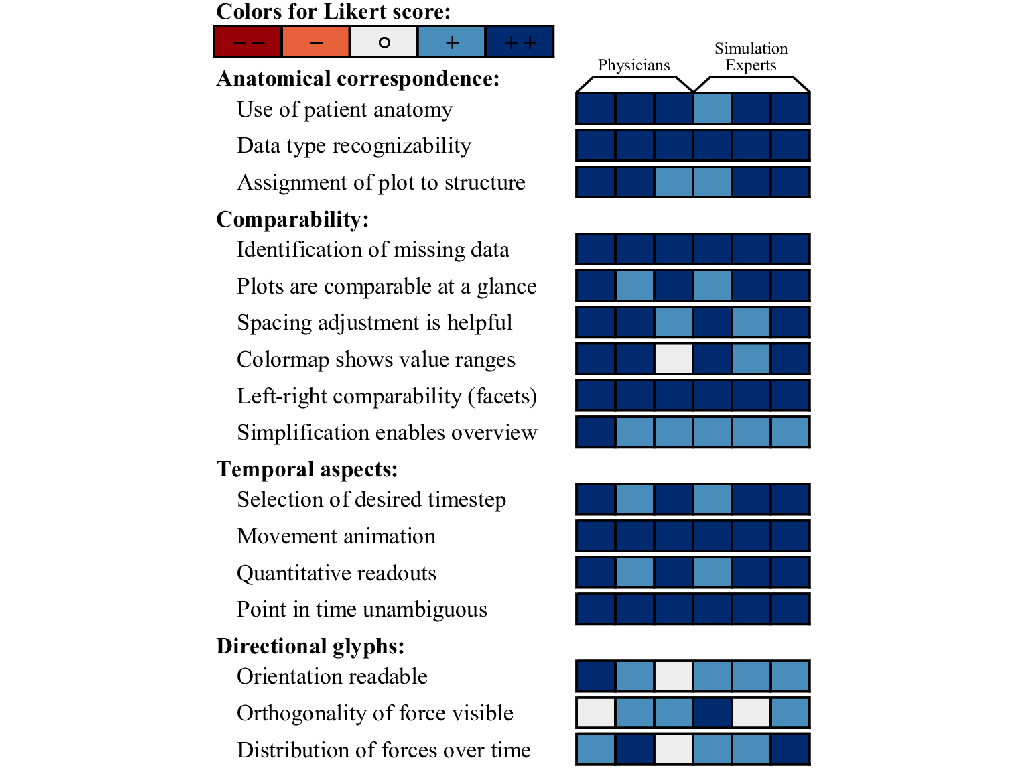 Colors for Likert score:
−− − o + ++
Simulation
Physicians Experts
Anatomical correspondence:
Use of patient anatomy
Data type recognizability
Assignment of plot to structure
Comparability:
Identification of missing data
Plots are comparable at a glance
Spacing adjustment is helpful
Colormap shows value ranges
Left-right comparability (facets)
Simplification enables overview
Temporal aspects:
Selection of desired timestep
Movement animation
Quantitative readouts
Point in time unambiguous
Directional glyphs:
Orientation readable
Orthogonality of force visible
Distribution of forces over time